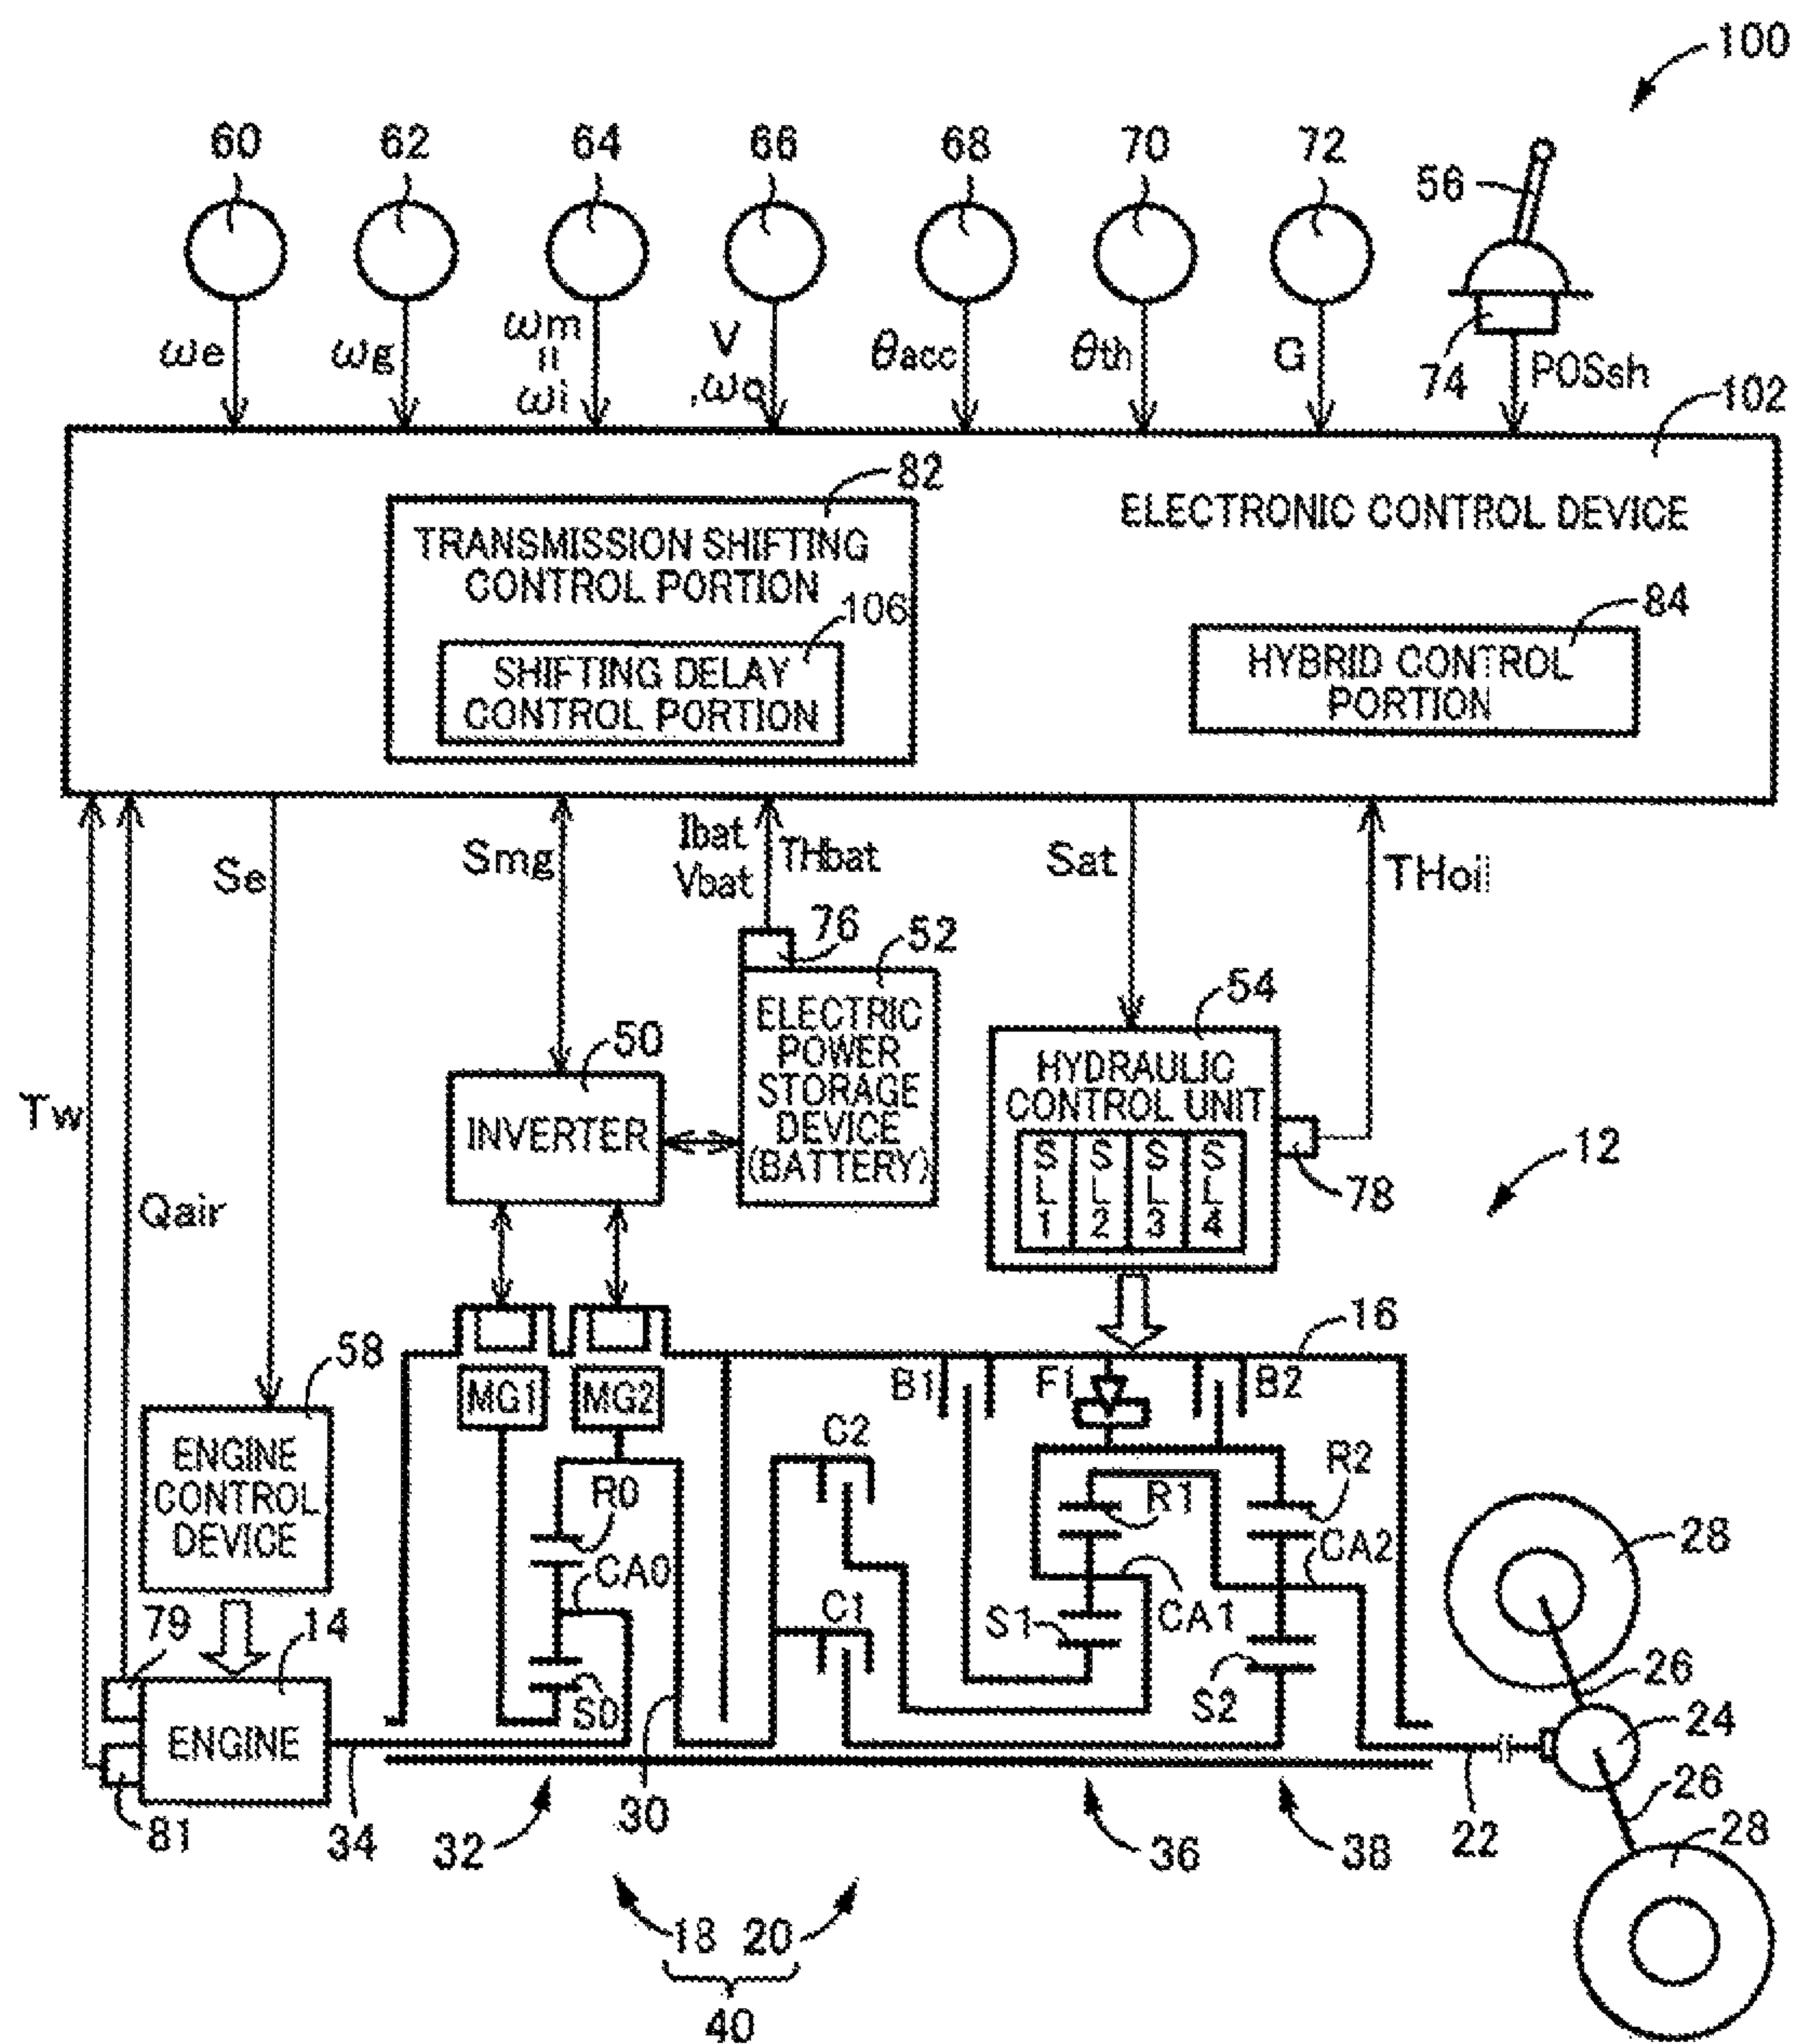 100
60 62 64 66 68 70 72
56
ωe ωg ωm = ωi V ,ωo θacc θth G 74 POSsh
102
82
ELECTRONIC CONTROL DEVICE
TRANSMISSION SHIFTING
CONTROL PORTION
106
84
SHIFTING DELAY
CONTROL PORTION
HYBRID CONTROL
PORTION
Se Smg Ibat THbat Sat THoil
Vbat
76 52
54
ELECTRIC
POWER
STORAGE
DEVICE
(BATTERY)
50
INVERTER
HYDRAULIC
CONTROL UNIT
SL1 SL2 SL3 SL4
78
12
Tw
Qair
16
58
MG1 MG2 B1 F1 B2
C2
ENGINE
CONTROL
DEVICE
R0 R1 R2
CA0 CA2
C1 CA1
S1
28
79 14
S0 S2
26
24
ENGINE
26
81 34 32 30 36 38 22 28
18 20
40